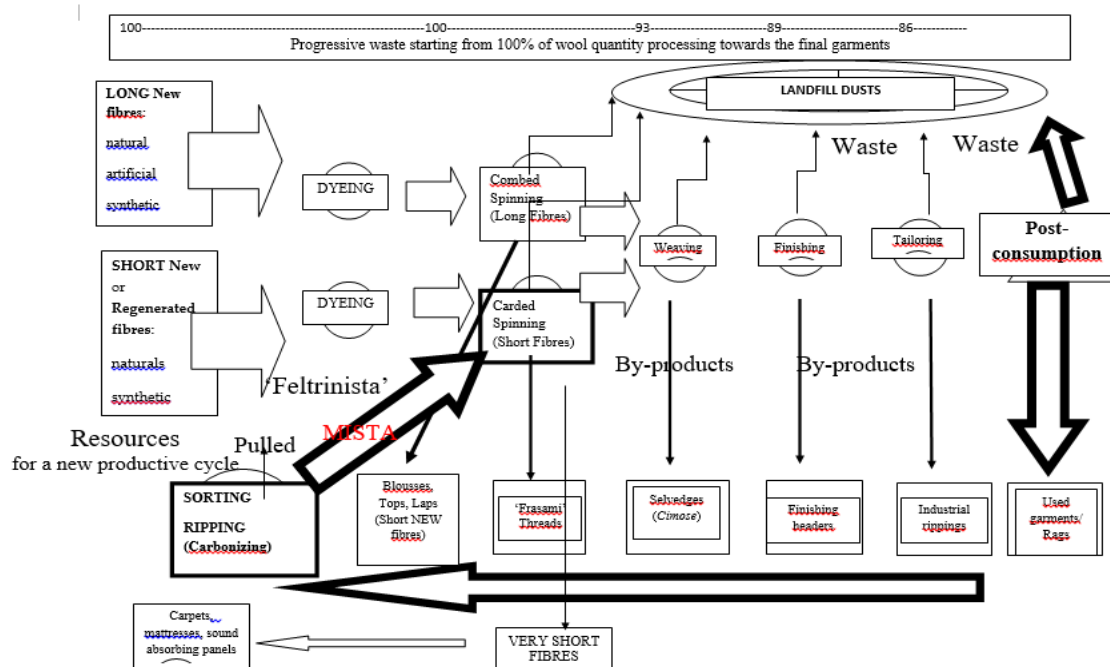 100----------------------------------------------100------------------------------93-------------------89-------------------86------------
Progressive waste starting from 100% of wool quantity processing towards the final garments
LANDFILL DUSTS
LONG New
fibres:
natural
artificial
synthetic
DYEING
Combed
Spinning
(Long Fibres)
Waste
Waste
Weaving
Finishing
Tailoring
Post-
consumption
SHORT New
or
Regenerated
fibres:
naturals
synthetic
DYEING
Carded
Spinning
(Short Fibres)
By-products
By-products
'Feltrinista'
MISTA
Resources
for a new productive cycle
Pulled
SORTING
RIPPING
(Carbonizing)
Blousses,
Tops, Laps
(Short NEW
fibres)
'Frasami'
Threads
Selvedges
(Cimose)
Finishing
headers
Industrial
rippings
Used
garments/
Rags
Carpets,
mattresses, sound
absorbing panels
VERY SHORT
FIBRES